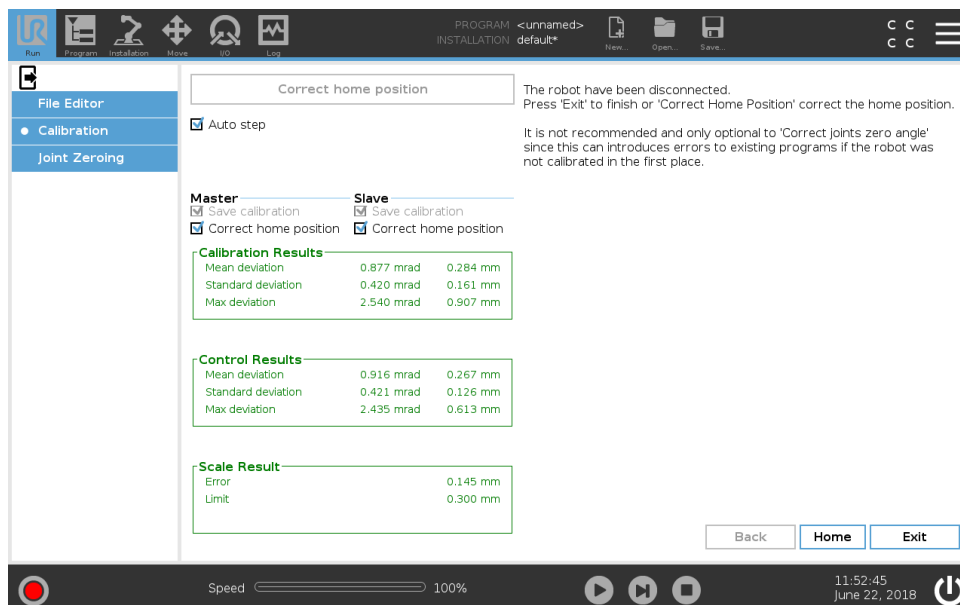 UR
Run
Program
Installation
Move
I/O
Log
PROGRAM <unnamed>
INSTALLATION default*
New...
Open...
Save...
C C
C C
File Editor
Calibration
Joint Zeroing
Correct home position
Auto step
Master
Save calibration
Correct home position
Slave
Save calibration
Correct home position
Calibration Results
Mean deviation 0.877 mrad 0.284 mm
Standard deviation 0.420 mrad 0.161 mm
Max deviation 2.540 mrad 0.907 mm
Control Results
Mean deviation 0.916 mrad 0.267 mm
Standard deviation 0.421 mrad 0.126 mm
Max deviation 2.435 mrad 0.613 mm
Scale Result
Error 0.145 mm
Limit 0.300 mm
The robot have been disconnected.
Press 'Exit' to finish or 'Correct Home Position' correct the home position.
It is not recommended and only optional to 'Correct joints zero angle'
since this can introduces errors to existing programs if the robot was
not calibrated in the first place.
Back
Home
Exit
Speed 100%
11:52:45
June 22, 2018